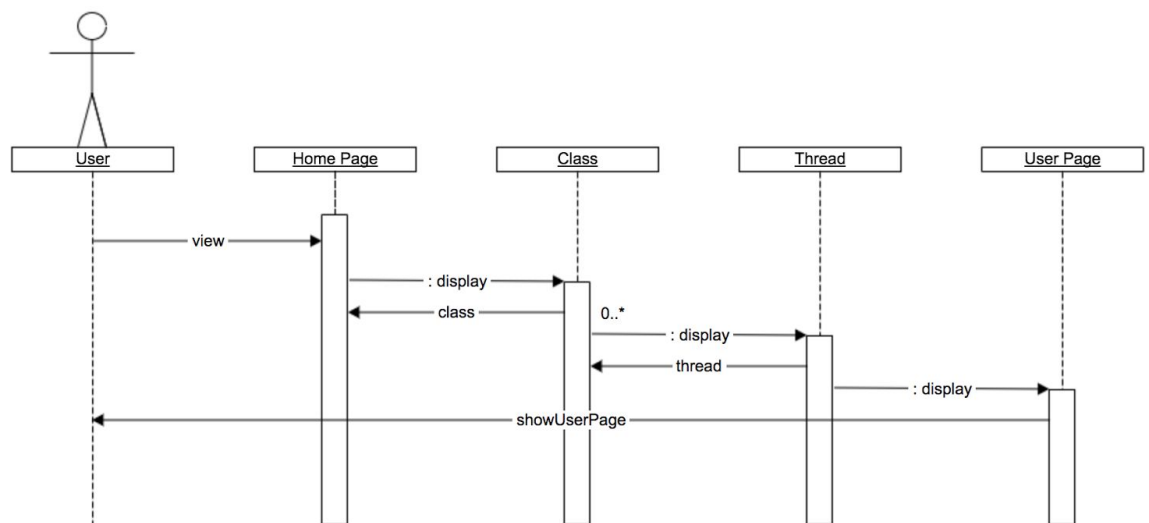 User
Home Page
Class
Thread
User Page
view
: display
class
0..*
: display
thread
: display
showUserPage